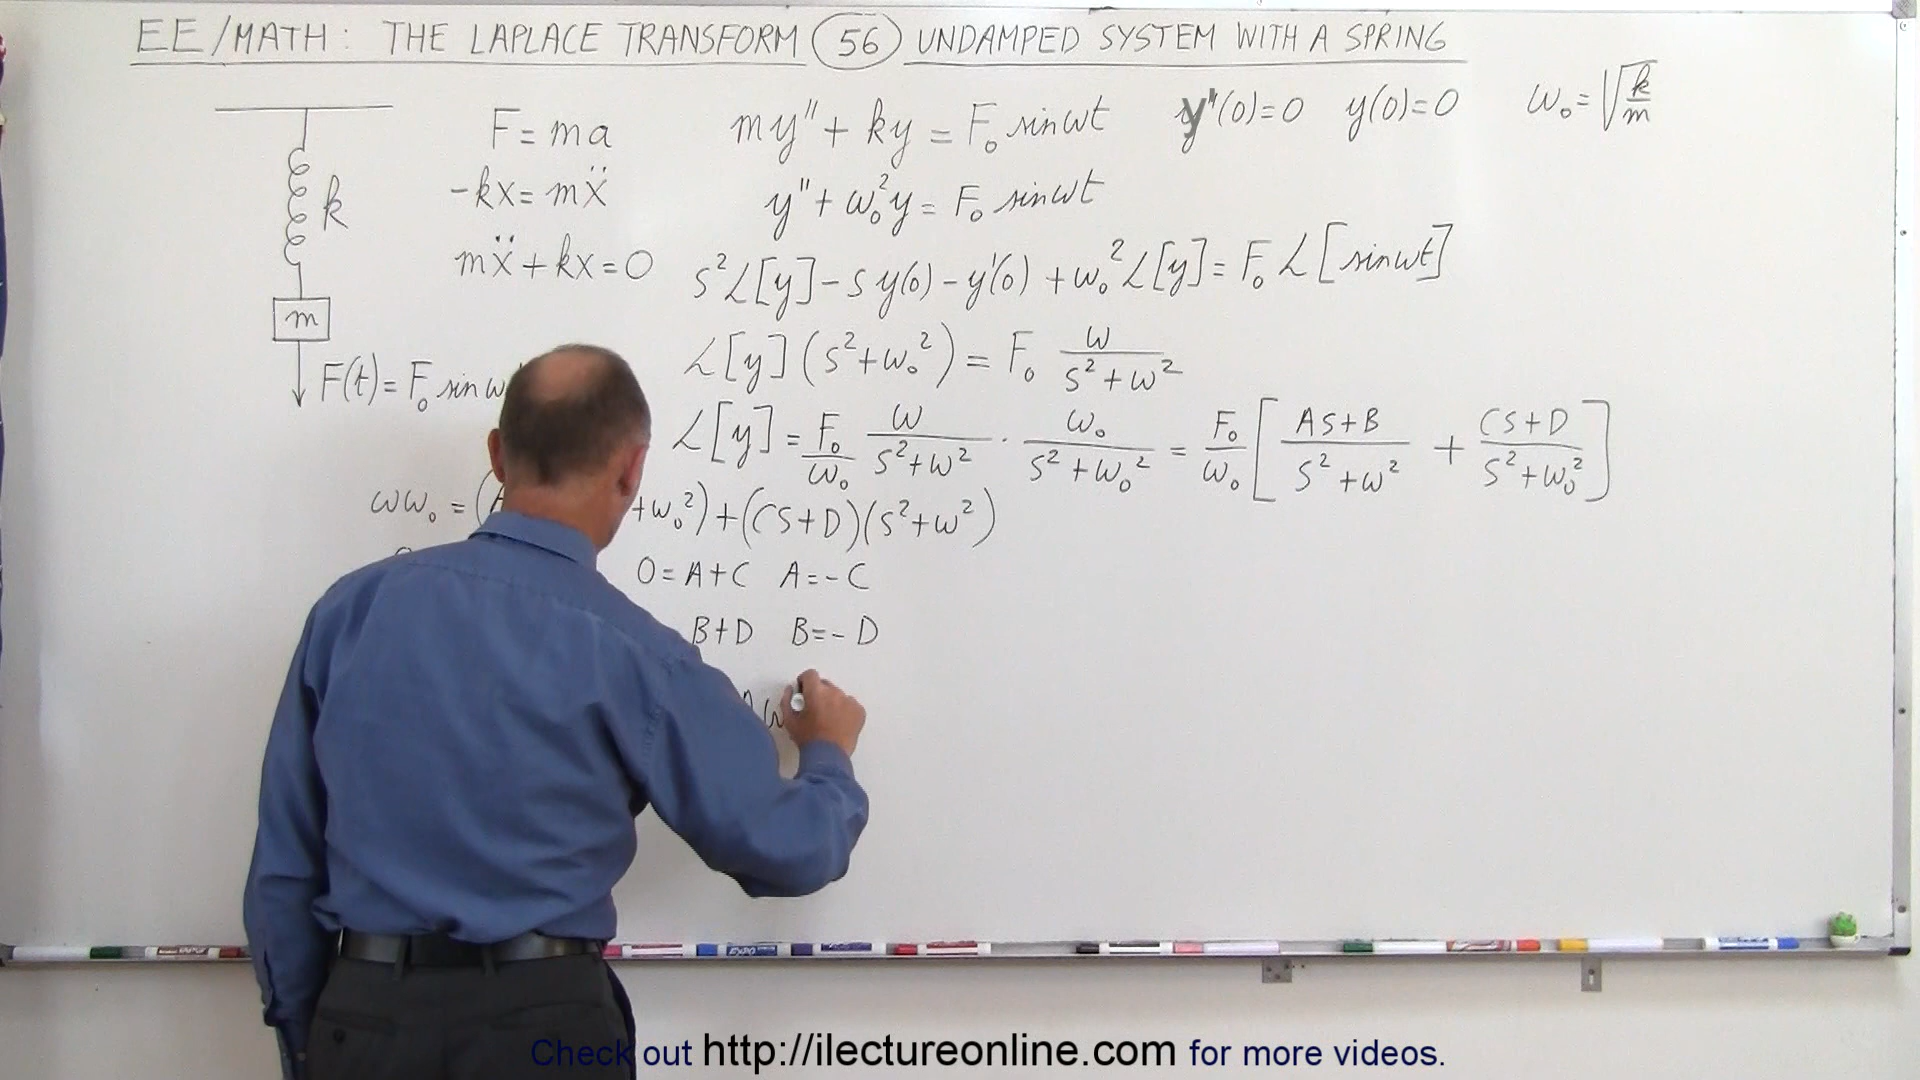 EE/MATH: THE LAPLACE TRANSFORM 56 UNDAMPED SYSTEM WITH A SPRING
F = ma
-kx = mẍ
mẍ + kx = 0
k
m
F(t) = F₀ sin ω
my" + ky = F₀ sin ωt y"(0)=0 y(0)=0 ω₀ = √(k/m)
y" + ω₀²y = F₀ sin ωt
S²ℒ[y] - S y(0) - y'(0) + ω₀²ℒ[y] = F₀ ℒ[sin ωt]
ℒ[y](S² + ω₀²) = F₀ ω/(S² + ω²)
ℒ[y] = F₀/ω₀ ω/(S² + ω²) · ω₀/(S² + ω₀²) = F₀/ω₀ [(AS+B)/(S² + ω²) + (CS+D)/(S² + ω₀²)]
ωω₀ = ( + ω₀²) + (CS+D)(S² + ω²)
0 = A+C A = -C
B+D B = -D
Check out http://ilectureonline.com for more videos.